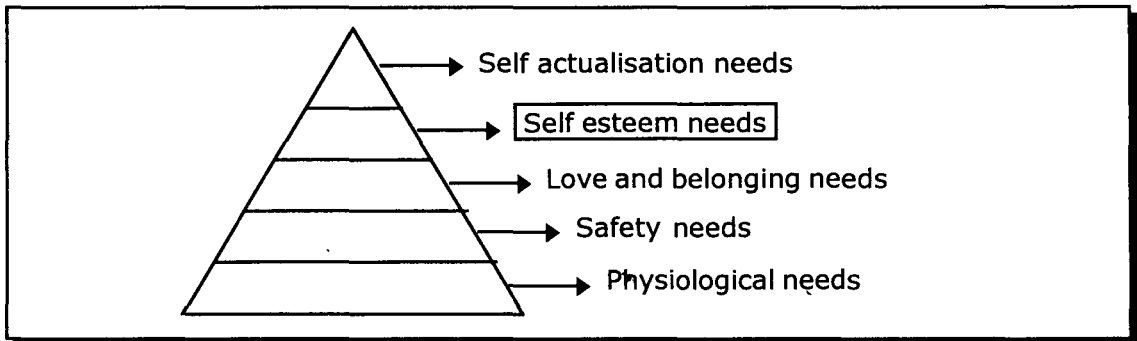 Self actualisation needs
Self esteem needs
Love and belonging needs
Safety needs
Physiological needs